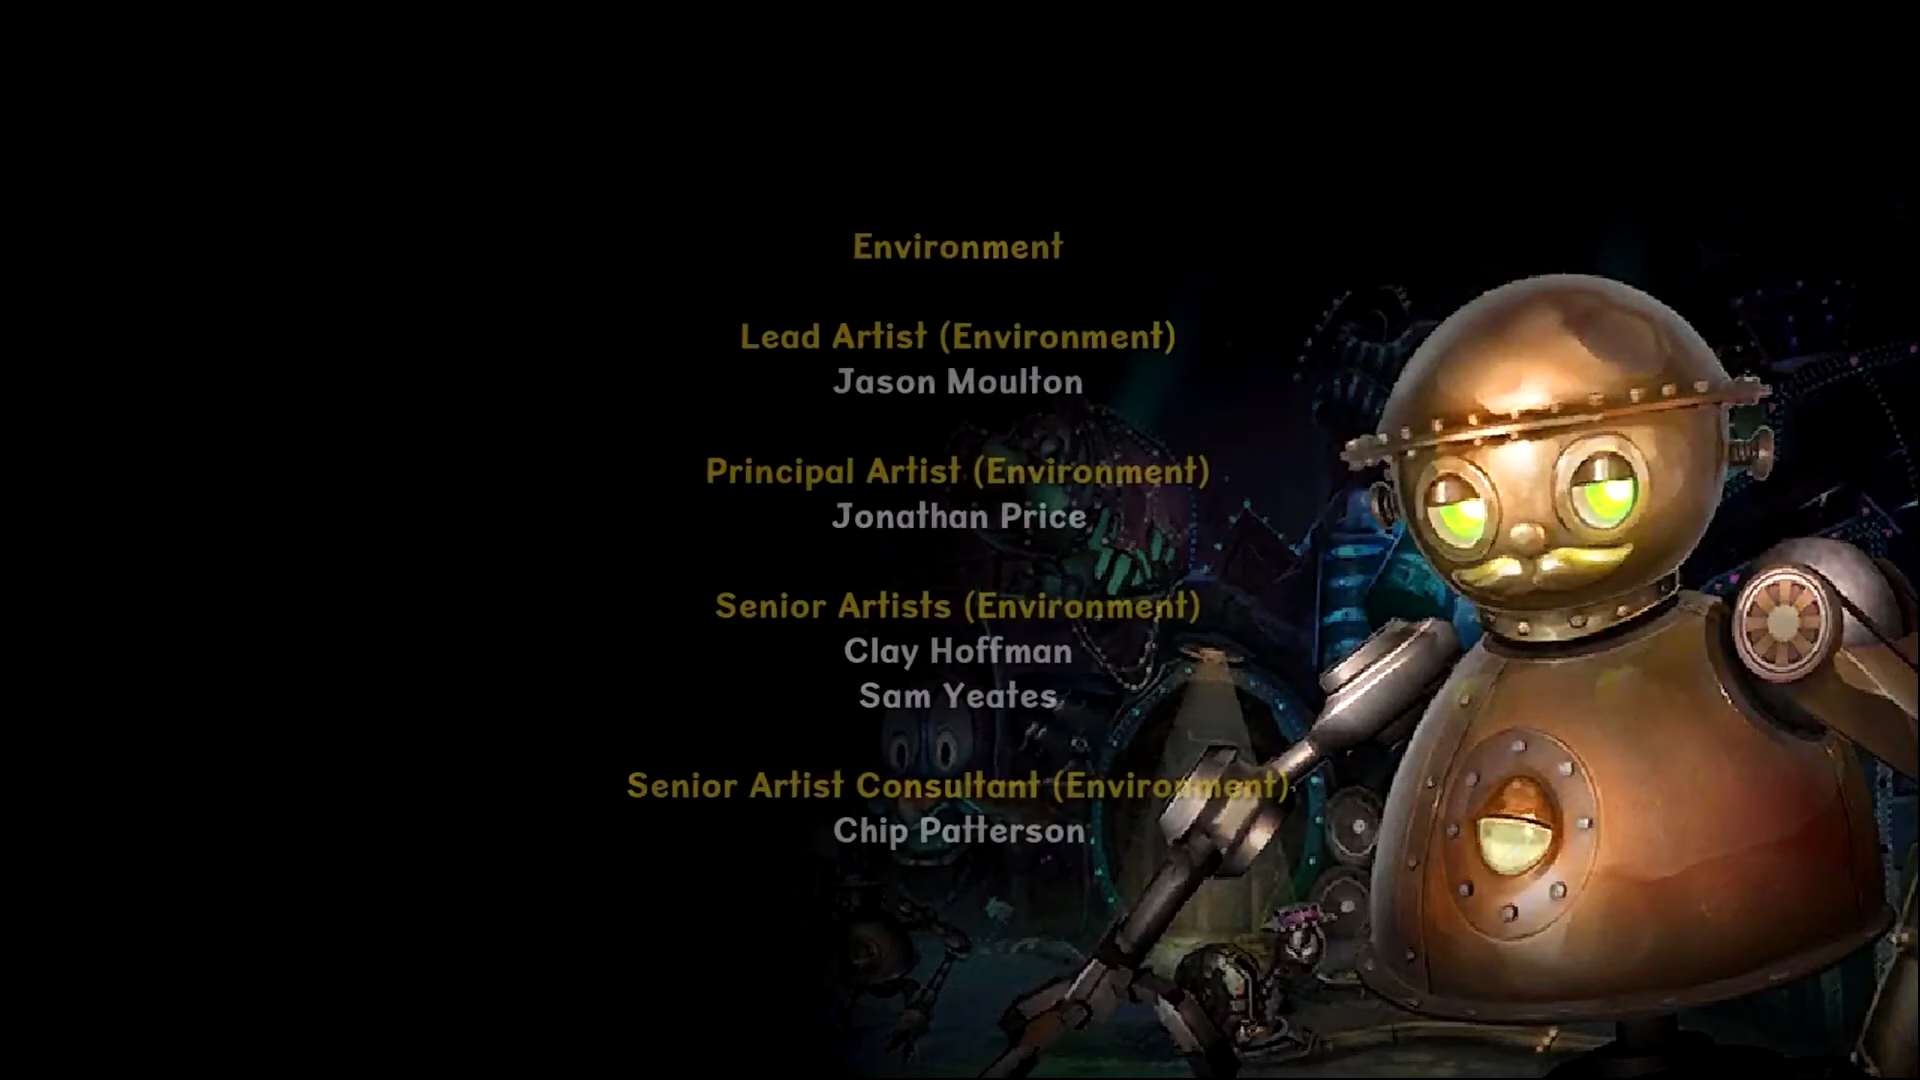 Environment
Lead Artist (Environment)
Jason Moulton
Principal Artist (Environment)
Jonathan Price
Senior Artists (Environment)
Clay Hoffman
Sam Yeates
Senior Artist Consultant (Environment)
Chip Patterson